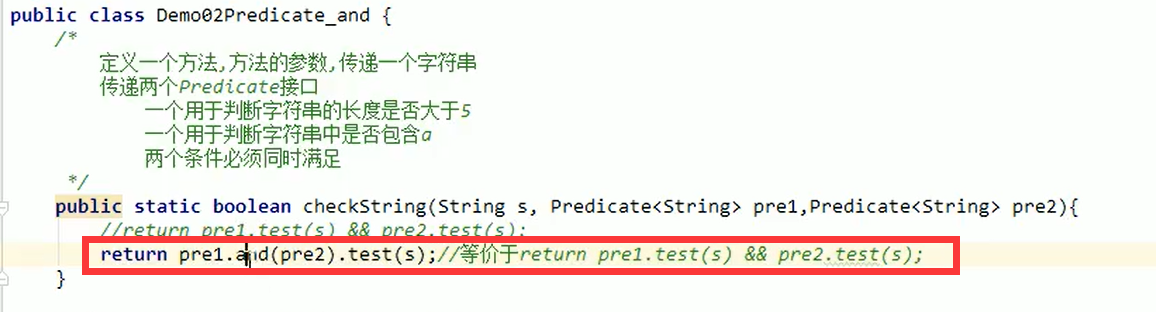 public class Demo02Predicate_and {
/*
定义一个方法,方法的参数,传递一个字符串
传递两个Predicate接口
一个用于判断字符串的长度是否大于5
一个用于判断字符串中是否包含a
两个条件必须同时满足
*/
public static boolean checkString(String s, Predicate<String> pre1,Predicate<String> pre2){
//return pre1.test(s) && pre2.test(s);
return pre1.and(pre2).test(s);//等价于return pre1.test(s) && pre2.test(s);
}